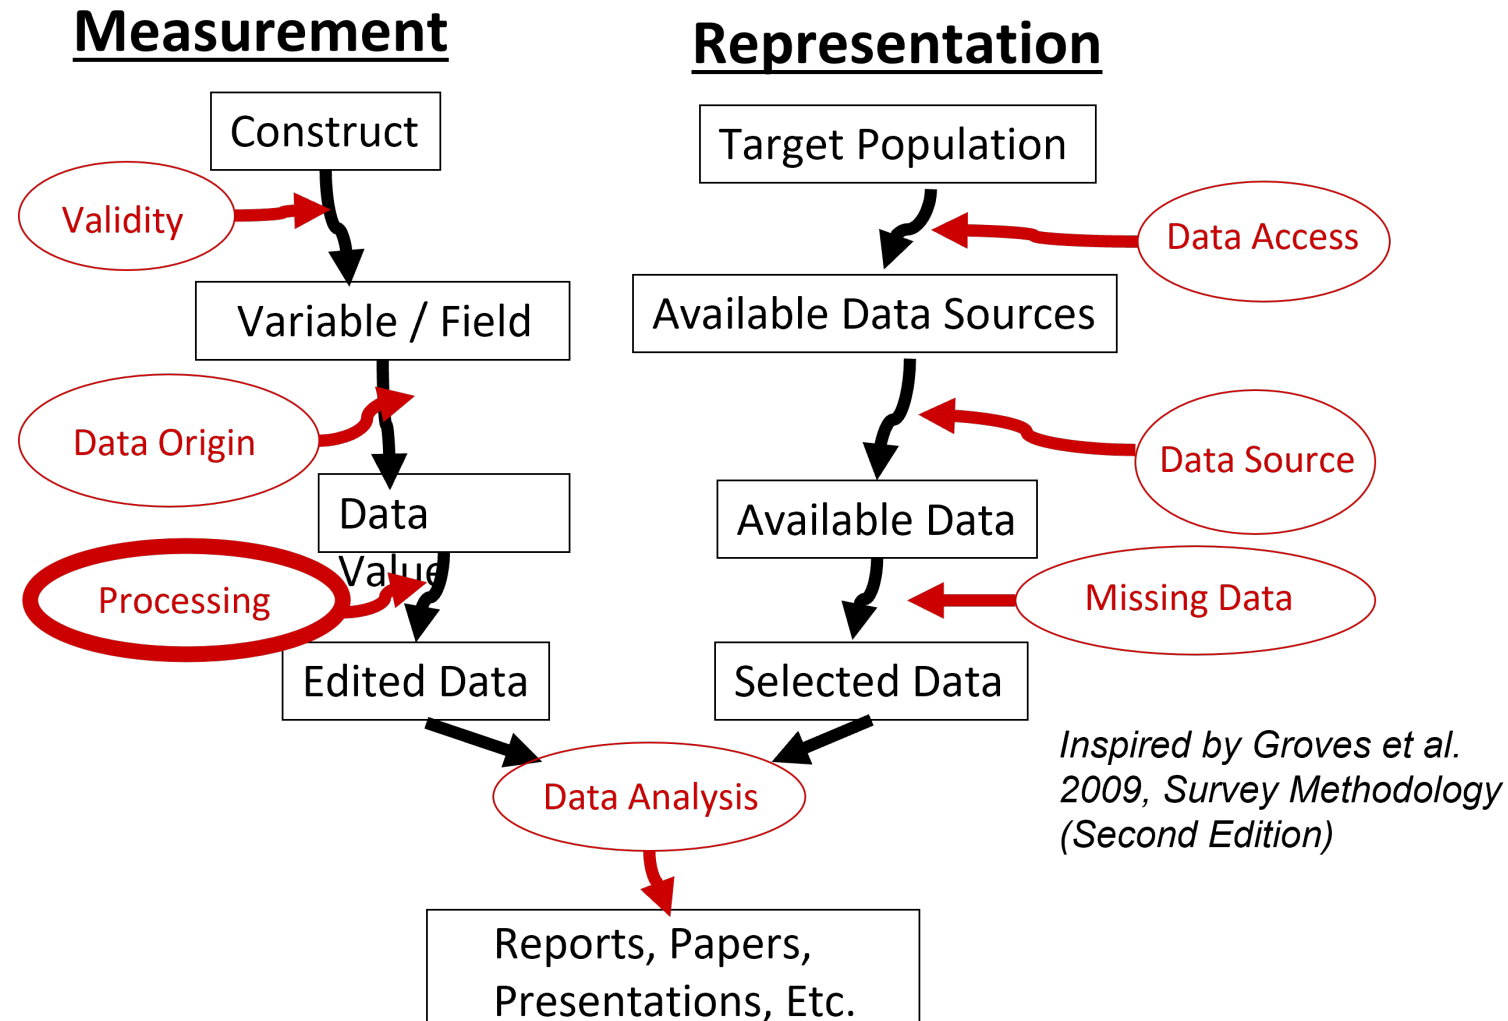 Measurement
Representation
Construct
Target Population
Validity
Data Access
Variable / Field
Available Data Sources
Data Origin
Data Source
Data
Value
Available Data
Processing
Missing Data
Edited Data
Selected Data
Data Analysis
Inspired by Groves et al.
2009, Survey Methodology
(Second Edition)
Reports, Papers,
Presentations, Etc.